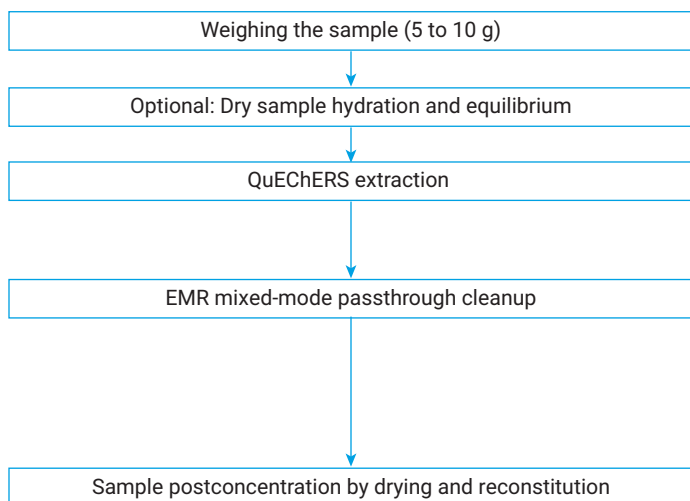 Weighing the sample (5 to 10 g)
Optional: Dry sample hydration and equilibrium
QuEChERS extraction
EMR mixed-mode passthrough cleanup
Sample postconcentration by drying and reconstitution